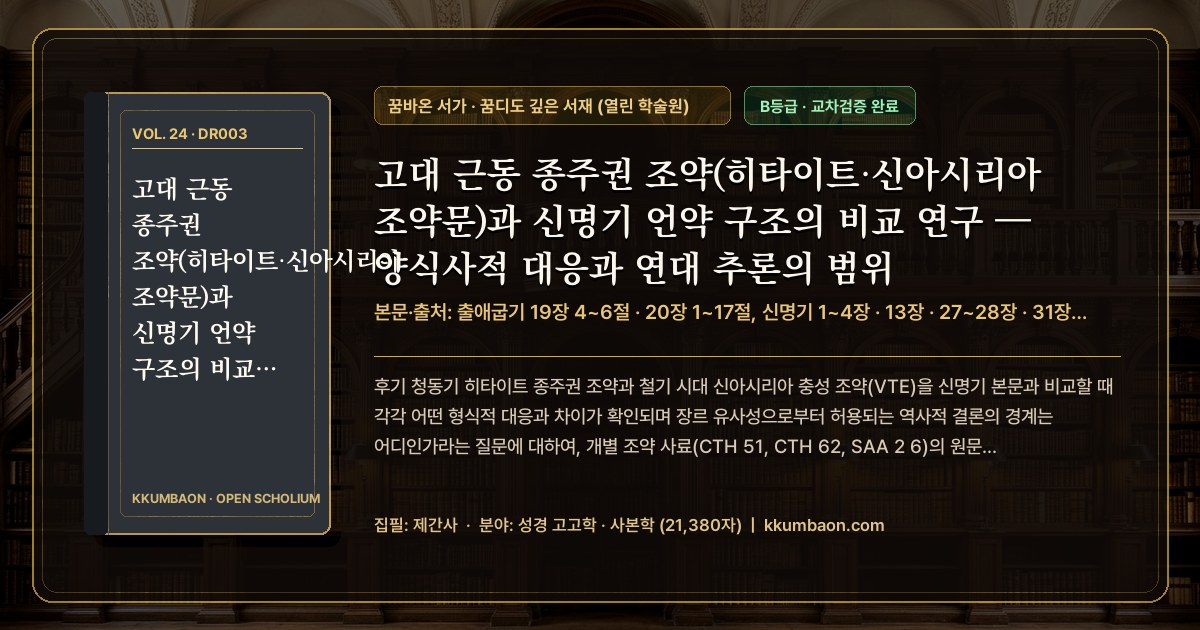 VOL. 24 · DR003
고대 근동
종주권
조약(히타이트·신아시리아
조약문)과
신명기 언약
구조의 비교…
KKUMBAON · OPEN SCHOLIUM
꿈바온 서가 · 꿈디도 깊은 서재 (열린 학술원)
B등급 · 교차검증 완료
고대 근동 종주권 조약(히타이트·신아시리아
조약문)과 신명기 언약 구조의 비교 연구 —
양식사적 대응과 연대 추론의 범위
본문·출처: 출애굽기 19장 4~6절 · 20장 1~17절, 신명기 1~4장 · 13장 · 27~28장 · 31장...
후기 청동기 히타이트 종주권 조약과 철기 시대 신아시리아 충성 조약(VTE)을 신명기 본문과 비교할 때
각각 어떤 형식적 대응과 차이가 확인되며 장르 유사성으로부터 허용되는 역사적 결론의 경계는
어디인가라는 질문에 대하여, 개별 조약 사료(CTH 51, CTH 62, SAA 2 6)의 원문...
집필: 제간사 · 분야: 성경 고고학 · 사본학 (21,380자) | kkumbaon.com